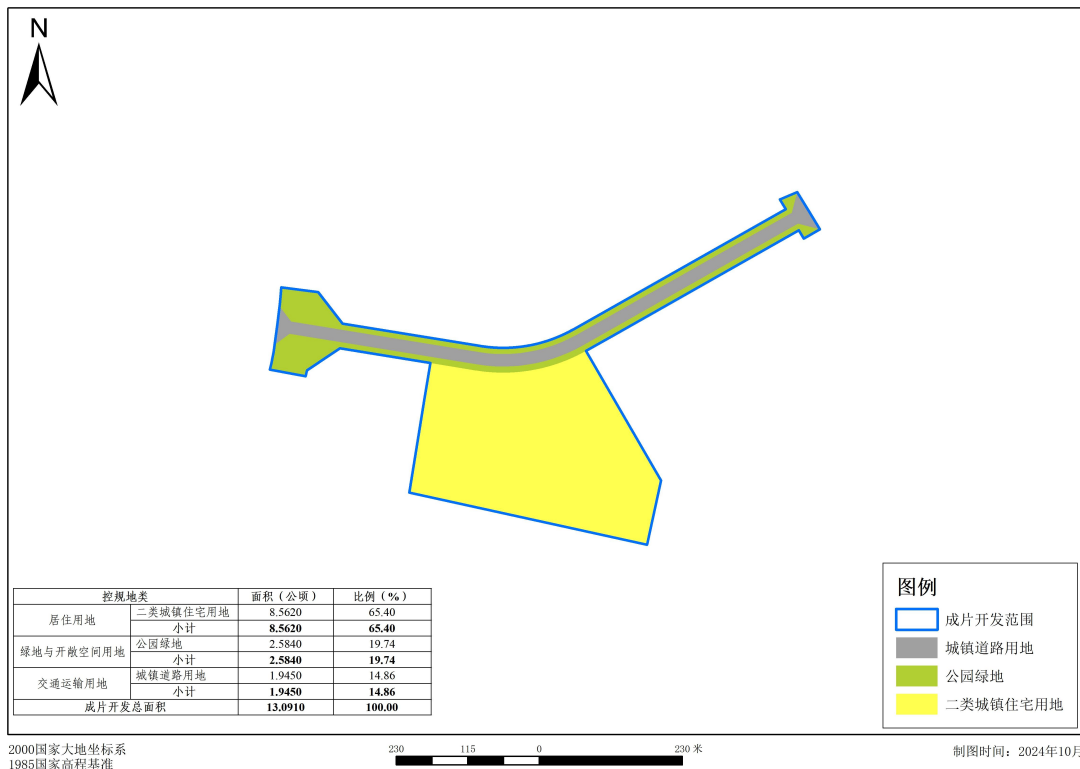 N
控规地类 面积（公顷） 比例（%）
居住用地 二类城镇住宅用地 8.5620 65.40
小计 8.5620 65.40
绿地与开敞空间用地 公园绿地 2.5840 19.74
小计 2.5840 19.74
交通运输用地 城镇道路用地 1.9450 14.86
小计 1.9450 14.86
成片开发总面积 13.0910 100.00
图例
成片开发范围
城镇道路用地
公园绿地
二类城镇住宅用地
2000国家大地坐标系
1985国家高程基准
230 115 0 230 米
制图时间：2024年10月